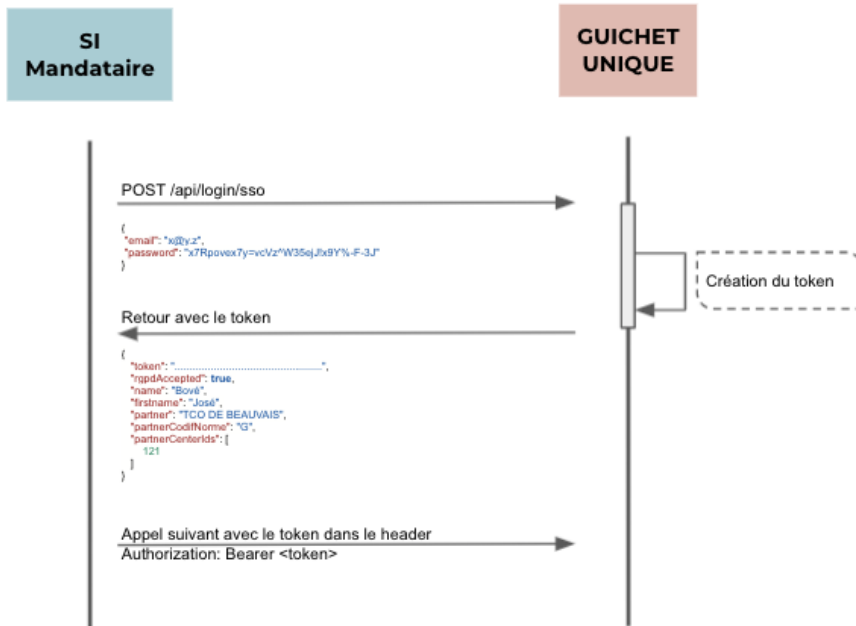 SI
Mandataire
GUICHET
UNIQUE
POST /api/login/sso
{
"email": "x@y.z",
"password": "x7Rpovex7y=vcVz^W35ejJ!x9Y%-F-3J"
}
Création du token
Retour avec le token
{
"token": "..................................................",
"rgpdAccepted": true,
"name": "Bové",
"firstname": "José",
"partner": "TCO DE BEAUVAIS",
"partnerCodifNorme": "G",
"partnerCenterIds": [
121
]
}
Appel suivant avec le token dans le header
Authorization: Bearer <token>